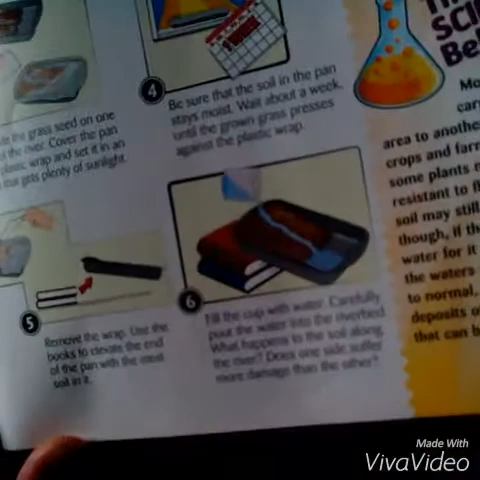 the grass seed on one
the river. Cover the pan
plastic wrap and set it in an
that gets plenty of sunlight.
4
Be sure that the soil in the pan
stays moist. Wait about a week,
until the grown grass presses
against the plastic wrap.
5
Remove the wrap. Use the
books to elevate the end
of the pan with the most
soil in it.
6
Fill the cup with water. Carefully
pour the water into the riverbed.
What happens to the soil along
the river? Does one side suffer
more damage than the other?
SCI
Be
area to anothe
crops and far
some plants
resistant to
soil may still
though, if th
water for it
the waters
to normal,
deposits o
that can b
Made With
VivaVideo